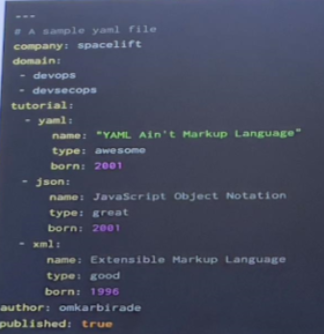 ---
# A sample yaml file
company: spacelift
domain:
 - devops
 - devsecops
tutorial:
  - yaml:
      name: "YAML Ain't Markup Language"
      type: awesome
      born: 2001
  - json:
      name: JavaScript Object Notation
      type: great
      born: 2001
  - xml:
      name: Extensible Markup Language
      type: good
      born: 1996
author: omkarbirade
published: true